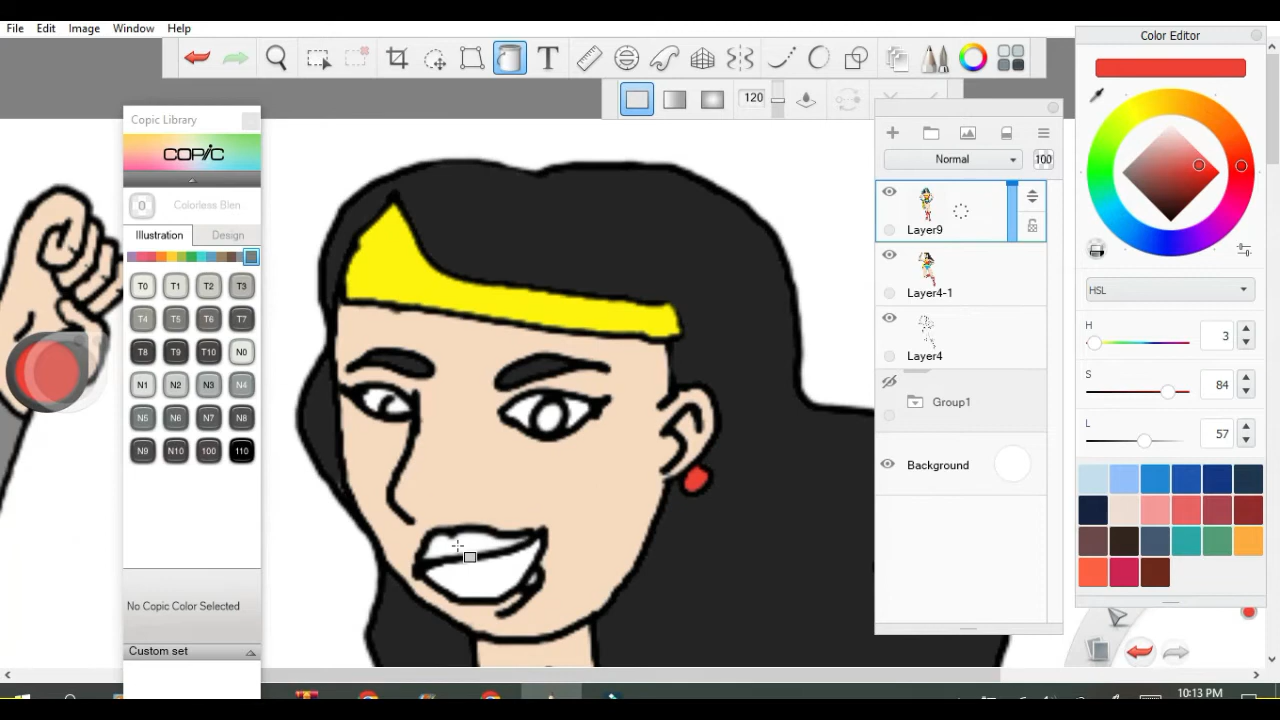 File Edit Image Window Help
Color Editor
120
Copic Library
COPIC
0 Colorless Blen
Illustration Design
T0 T1 T2 T3
T4 T5 T6 T7
T8 T9 T10 N0
N1 N2 N3 N4
N5 N6 N7 N8
N9 N10 100 110
No Copic Color Selected
Custom set
Normal 100
Layer9
Layer4-1
Layer4
Group1
Background
HSL
H 3
S 84
L 57
10:13 PM